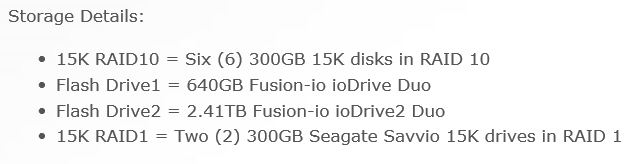 Storage Details:
• 15K RAID10 = Six (6) 300GB 15K disks in RAID 10
• Flash Drive1 = 640GB Fusion-io ioDrive Duo
• Flash Drive2 = 2.41TB Fusion-io ioDrive2 Duo
• 15K RAID1 = Two (2) 300GB Seagate Savvio 15K drives in RAID 1